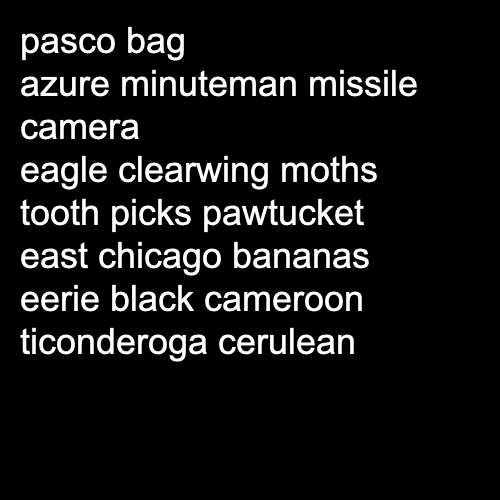 pasco bag
azure minuteman missile
camera
eagle clearwing moths
tooth picks pawtucket
east chicago bananas
eerie black cameroon
ticonderoga cerulean